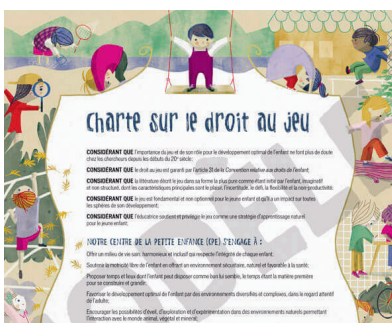 charte sur le droit au jeu
CONSIDÉRANT QUE l'importance du jeu et de son rôle pour le développement optimal de l'enfant ne font plus de doute
chez les chercheurs depuis les débuts du 20e siècle;
CONSIDÉRANT QUE le droit au jeu est garanti par l'article 31 de la Convention relative aux droits de l'enfant;
CONSIDÉRANT QUE la littérature décrit le jeu dans sa forme la plus pure comme étant initié par l'enfant, imaginatif
et non structuré, dont les caractéristiques principales sont le plaisir, l'incertitude, le défi, la flexibilité et la non-productivité;
CONSIDÉRANT QUE le jeu est fondamental et non optionnel pour le jeune enfant et qu'il a un impact sur toutes
les sphères de son développement;
CONSIDÉRANT QUE l'éducatrice soutient et privilégie le jeu comme une stratégie d'apprentissage naturel
pour le jeune enfant;
NOTRE CENTRE DE LA PETITE ENFANCE (CPE) S'ENGAGE À :
Offrir un milieu de vie sain, harmonieux et inclusif qui respecte l'intégrité de chaque enfant;
Soutenir la motricité libre de l'enfant en offrant un environnement sécuritaire, naturel et favorable à la santé;
Proposer temps et lieux dont l'enfant peut disposer comme bon lui semble, le temps étant la matière première
pour se construire et grandir;
Favoriser le développement optimal de l'enfant par des environnements diversifiés et complexes, dans le regard attentif
de l'adulte;
Encourager les possibilités d'éveil, d'exploration et d'expérimentation dans des environnements naturels permettant
l'interaction avec le monde animal, végétal et minéral;